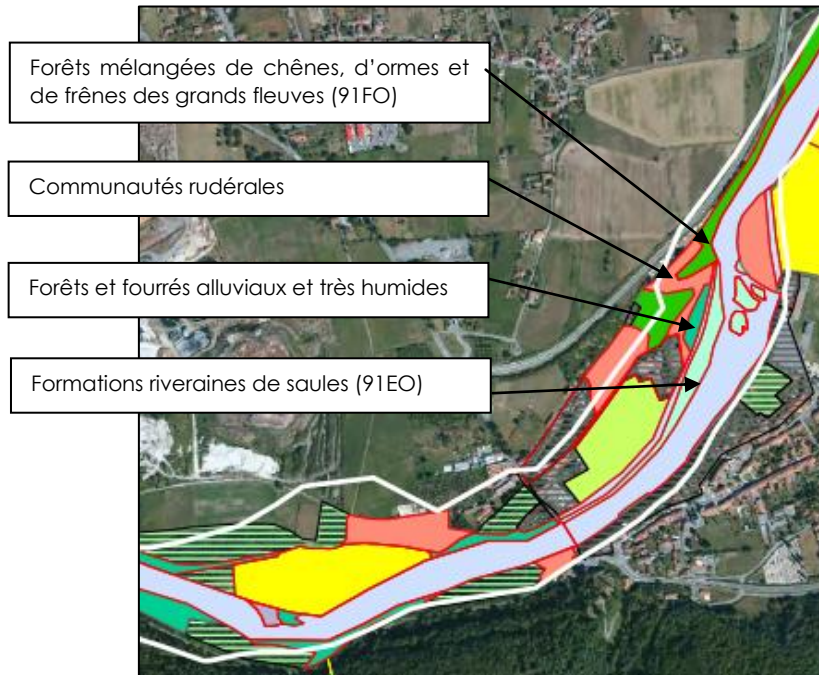 Forêts mélangées de chênes, d'ormes et
de frênes des grands fleuves (91FO)
Communautés rudérales
Forêts et fourrés alluviaux et très humides
Formations riveraines de saules (91EO)